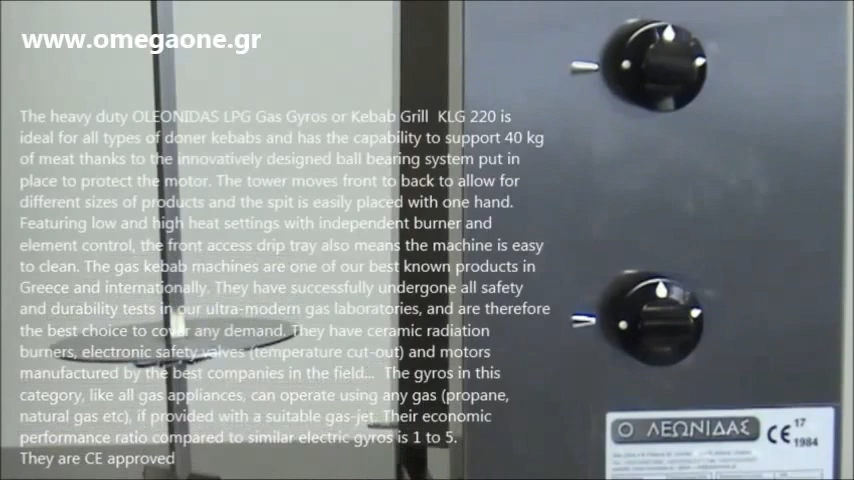 www.omegaone.gr
The heavy duty OLEONIDAS LPG Gas Gyros or Kebab Grill KLG 220 is
ideal for all types of doner kebabs and has the capability to support 40 kg
of meat thanks to the innovatively designed ball bearing system put in
place to protect the motor. The tower moves front to back to allow for
different sizes of products and the spit is easily placed with one hand.
Featuring low and high heat settings with independent burner and
element control, the front access drip tray also means the machine is easy
to clean. The gas kebab machines are one of our best known products in
Greece and internationally. They have successfully undergone all safety
and durability tests in our ultra-modern gas laboratories, and are therefore
the best choice to cover any demand. They have ceramic radiation
burners, electronic safety valves (temperature cut-out) and motors
manufactured by the best companies in the field... The gyros in this
category, like all gas appliances, can operate using any gas (propane,
natural gas etc), if provided with a suitable gas-jet. Their economic
performance ratio compared to similar electric gyros is 1 to 5.
They are CE approved
Ο ΛΕΩΝΙΔΑΣ CE 17
1984